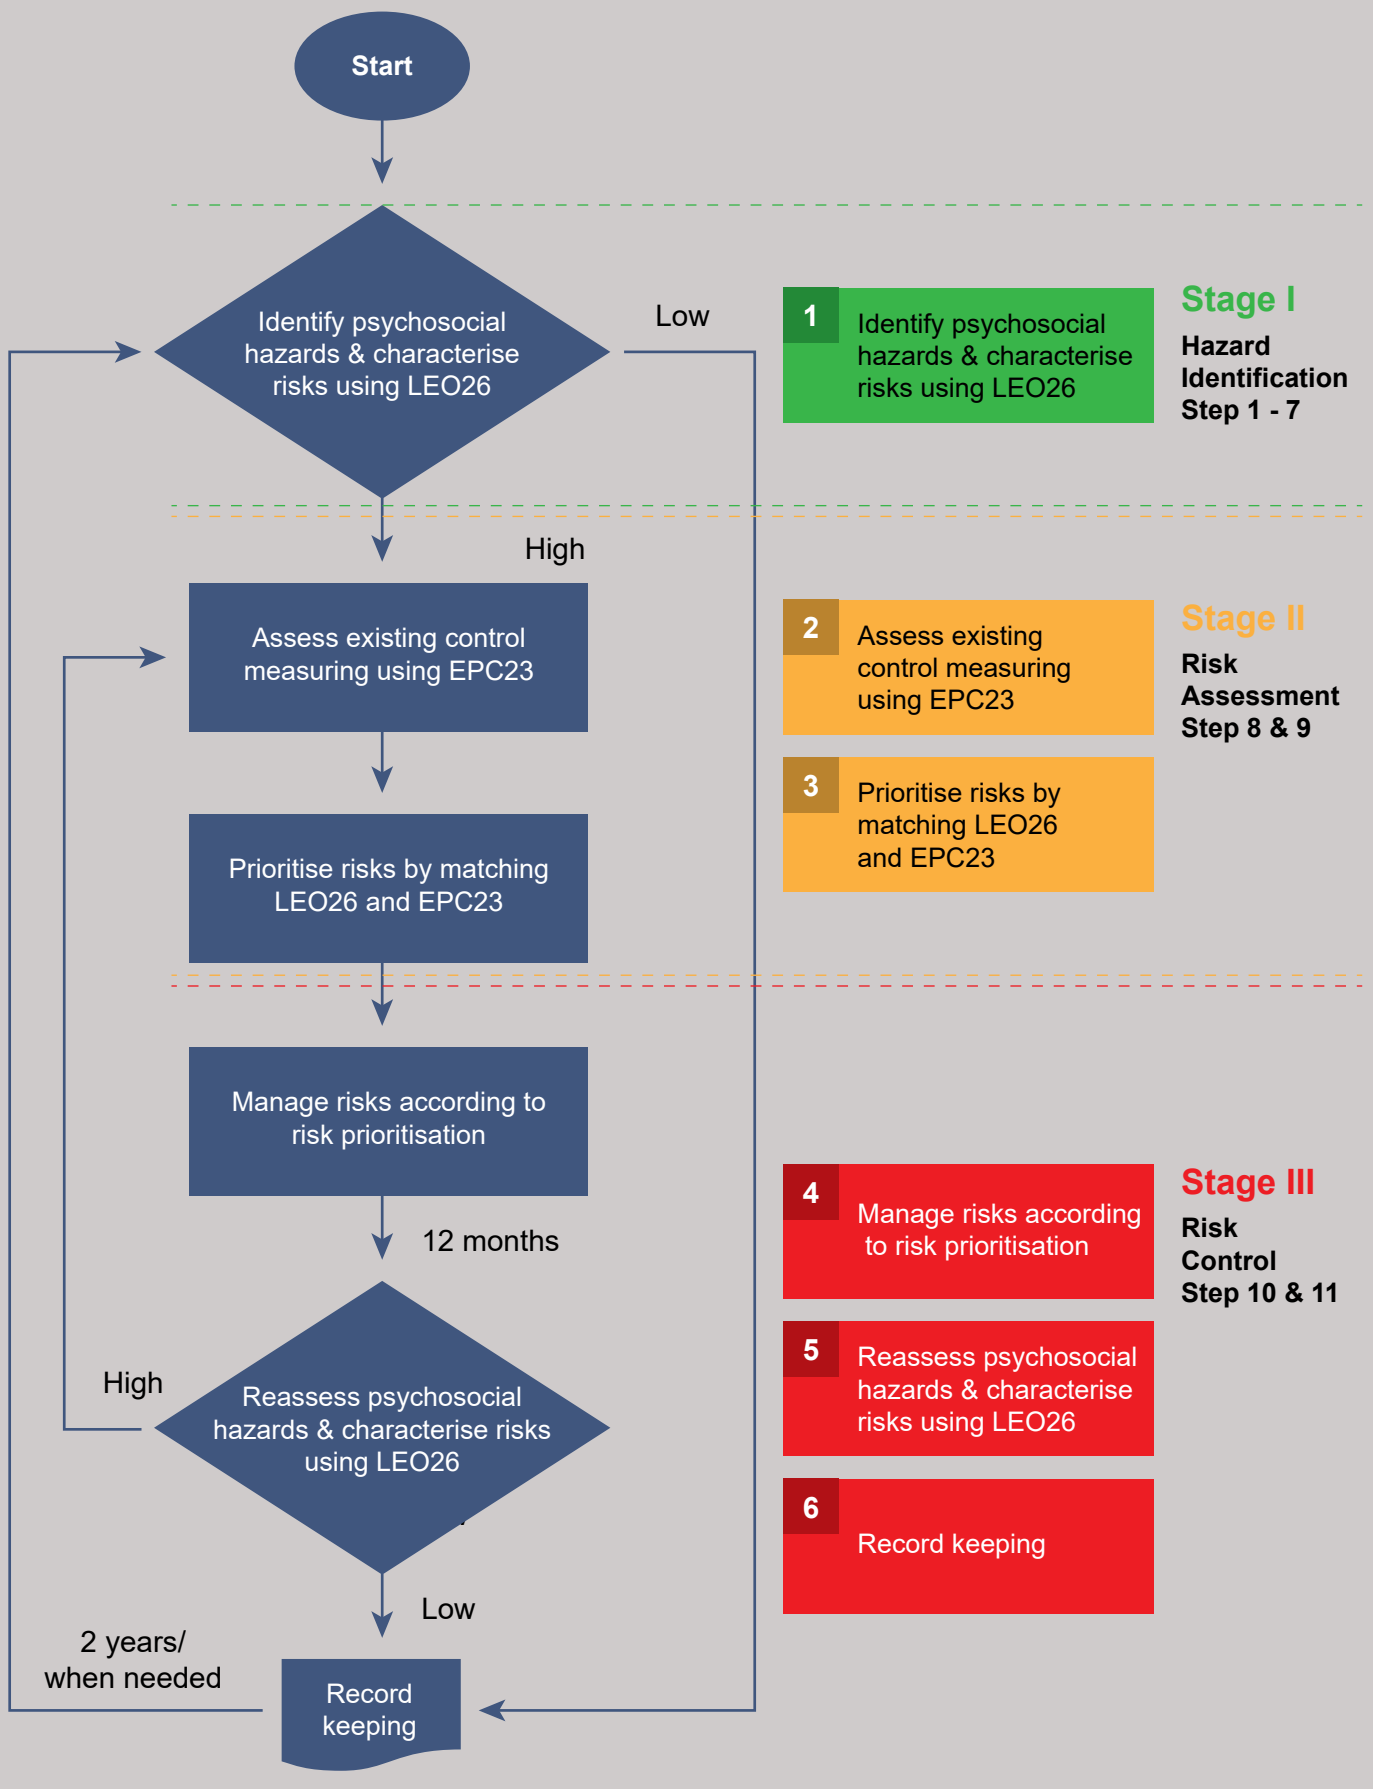 Start
Identify psychosocial
hazards & characterise
risks using LEO26
Low
1
Identify psychosocial
hazards & characterise
risks using LEO26
Stage I
Hazard
Identification
Step 1 - 7
High
Assess existing control
measuring using EPC23
2
Assess existing
control measuring
using EPC23
Stage II
Risk
Assessment
Step 8 & 9
3
Prioritise risks by
matching LEO26
and EPC23
Prioritise risks by matching
LEO26 and EPC23
Manage risks according to
risk prioritisation
12 months
4
Manage risks according
to risk prioritisation
Stage III
Risk
Control
Step 10 & 11
High
Reassess psychosocial
hazards & characterise risks
using LEO26
5
Reassess psychosocial
hazards & characterise
risks using LEO26
6
Record keeping
Low
2 years/
when needed
Record
keeping